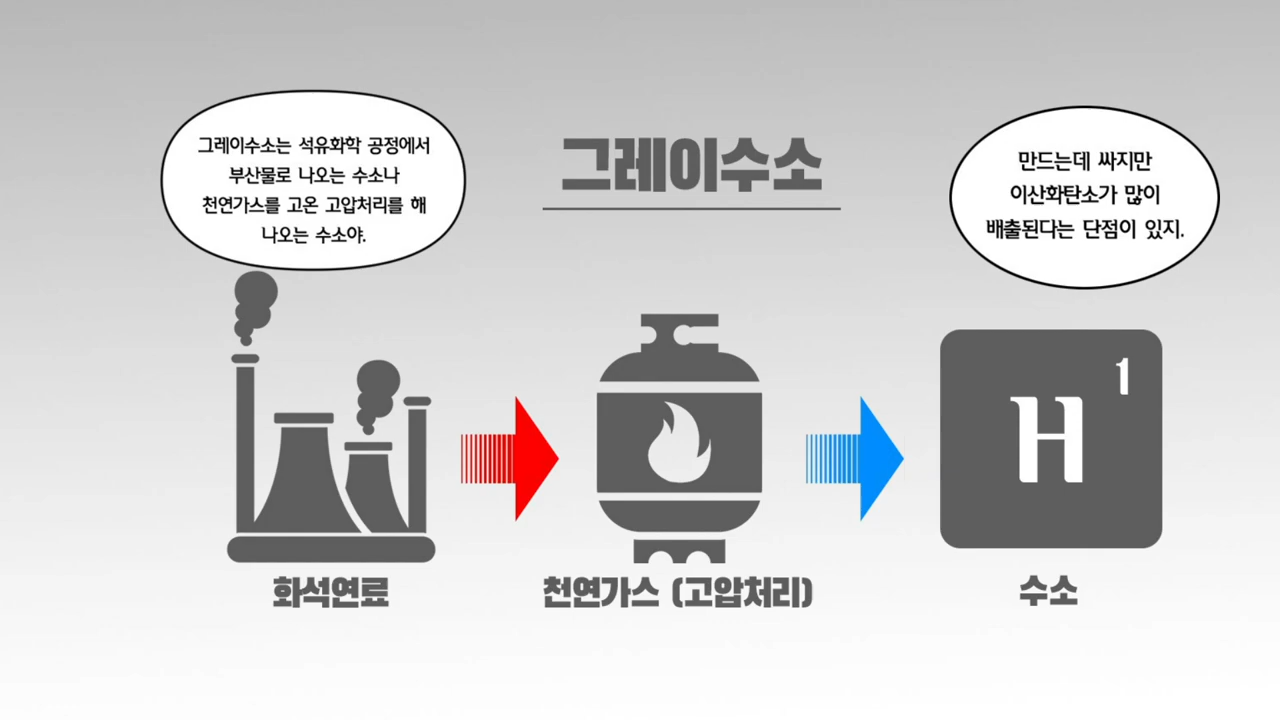 그레이수소는 석유화학 공정에서
부산물로 나오는 수소나
천연가스를 고온 고압처리를 해
나오는 수소야.
그레이수소
만드는데 싸지만
이산화탄소가 많이
배출된다는 단점이 있지.
1
H
화석연료
천연가스 (고압처리)
수소